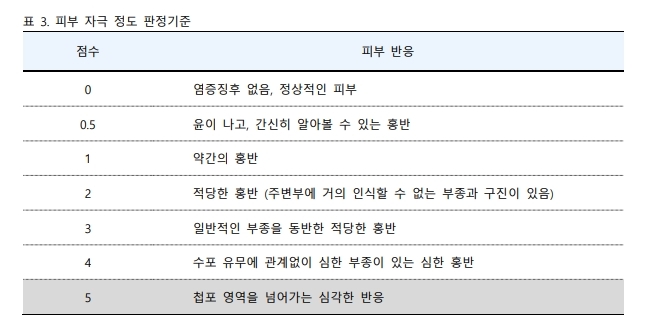 표 3. 피부 자극 정도 판정기준
점수 피부 반응
0 염증징후 없음, 정상적인 피부
0.5 윤이 나고, 간신히 알아볼 수 있는 홍반
1 약간의 홍반
2 적당한 홍반 (주변부에 거의 인식할 수 없는 부종과 구진이 있음)
3 일반적인 부종을 동반한 적당한 홍반
4 수포 유무에 관계없이 심한 부종이 있는 심한 홍반
5 첩포 영역을 넘어가는 심각한 반응